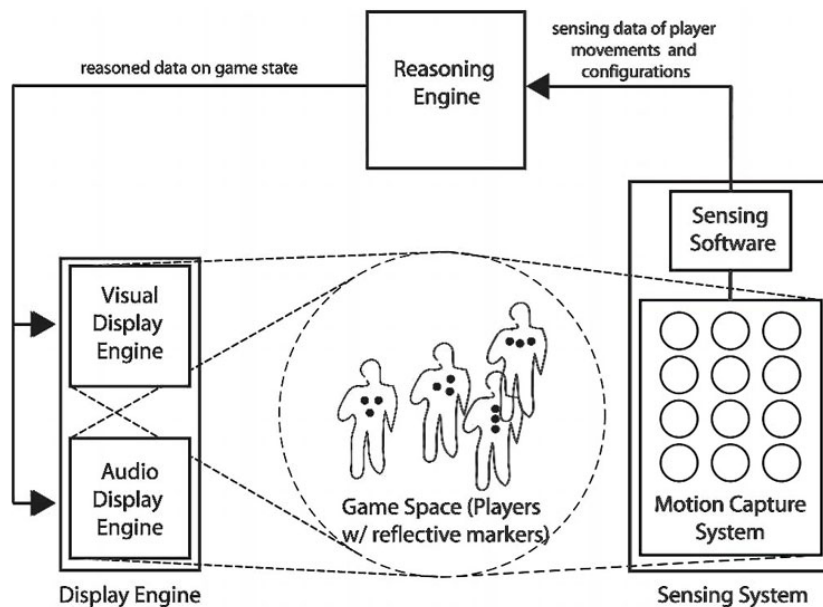 reasoned data on game state
Reasoning
Engine
sensing data of player
movements and
configurations
Sensing
Software
Visual
Display
Engine
Audio
Display
Engine
Game Space (Players
w/ reflective markers)
Motion Capture
System
Display Engine
Sensing System